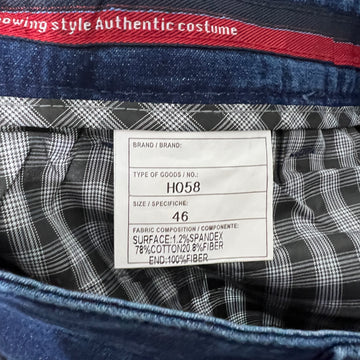 owing style Authentic costume
BRAND / BRAND:
TYPE OF GOODS / NO.:
HO58
SIZE / SPECIFICHE:
46
FABRIC COMPOSITION / COMPONENTE:
SURFACE:1.2%SPANDEX
78%COTTON20.8%FIBER
END:100%FIBER